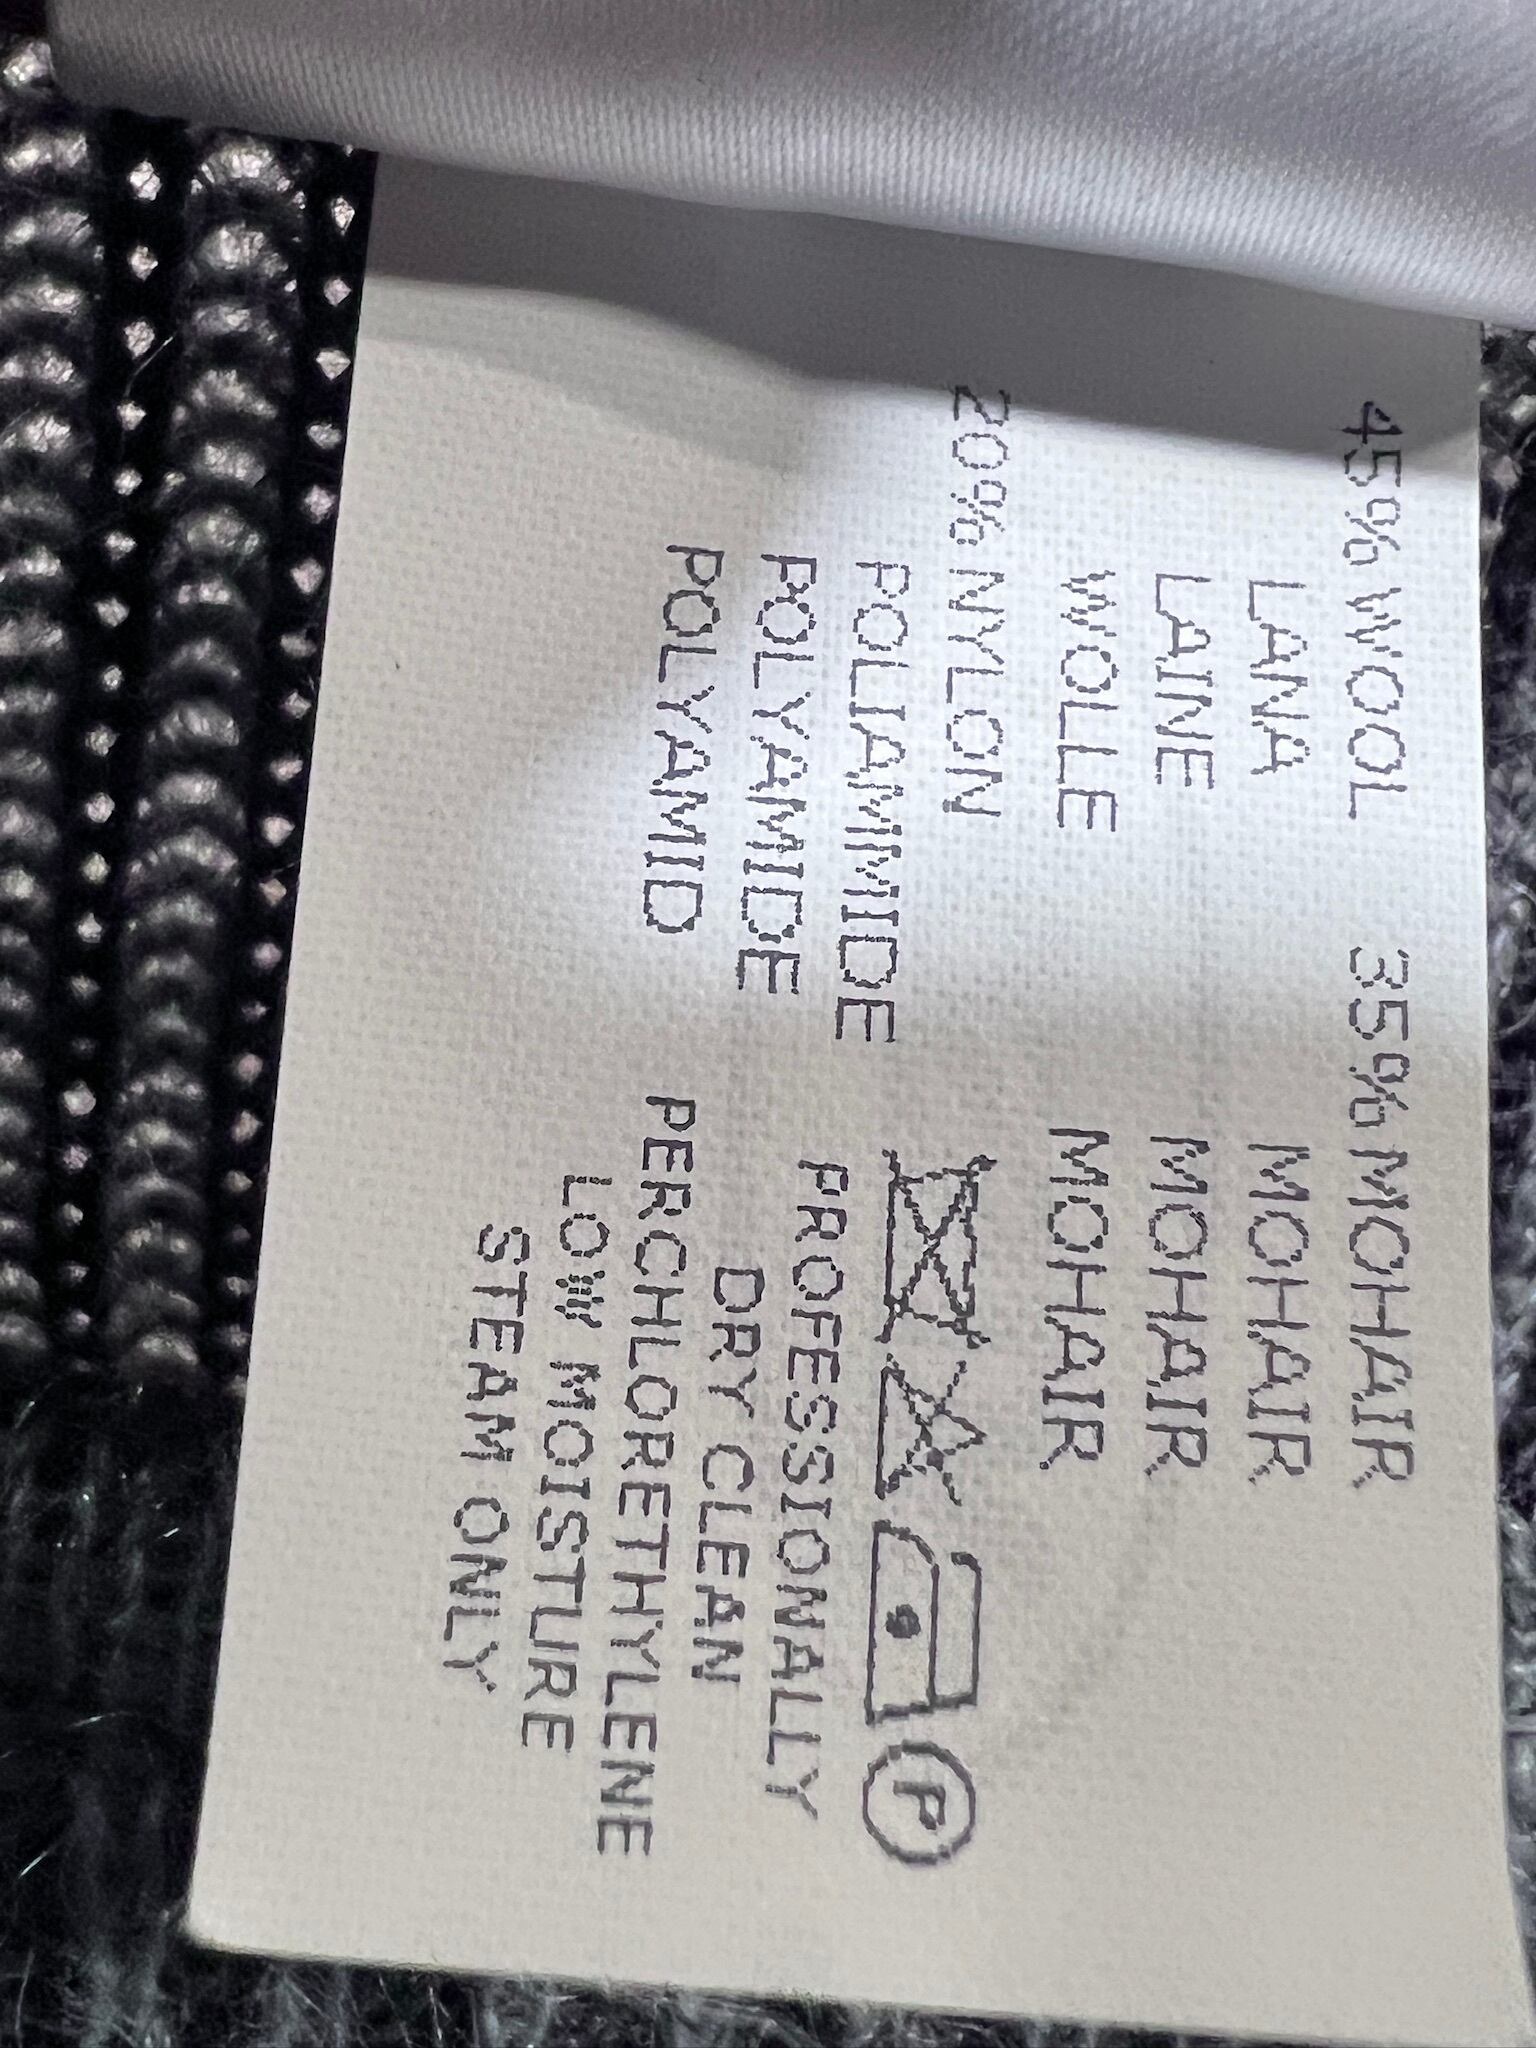 45% WOOL 35% MOHAIR
LANA MOHAIR
LAINE MOHAIR
WOLLE MOHAIR
20% NYLON
POLIAMMIDE
POLYAMIDE
POLYAMID
P
PROFESSIONALLY
DRY CLEAN
PERCHLORETHYLENE
LOW MOISTURE
STEAM ONLY